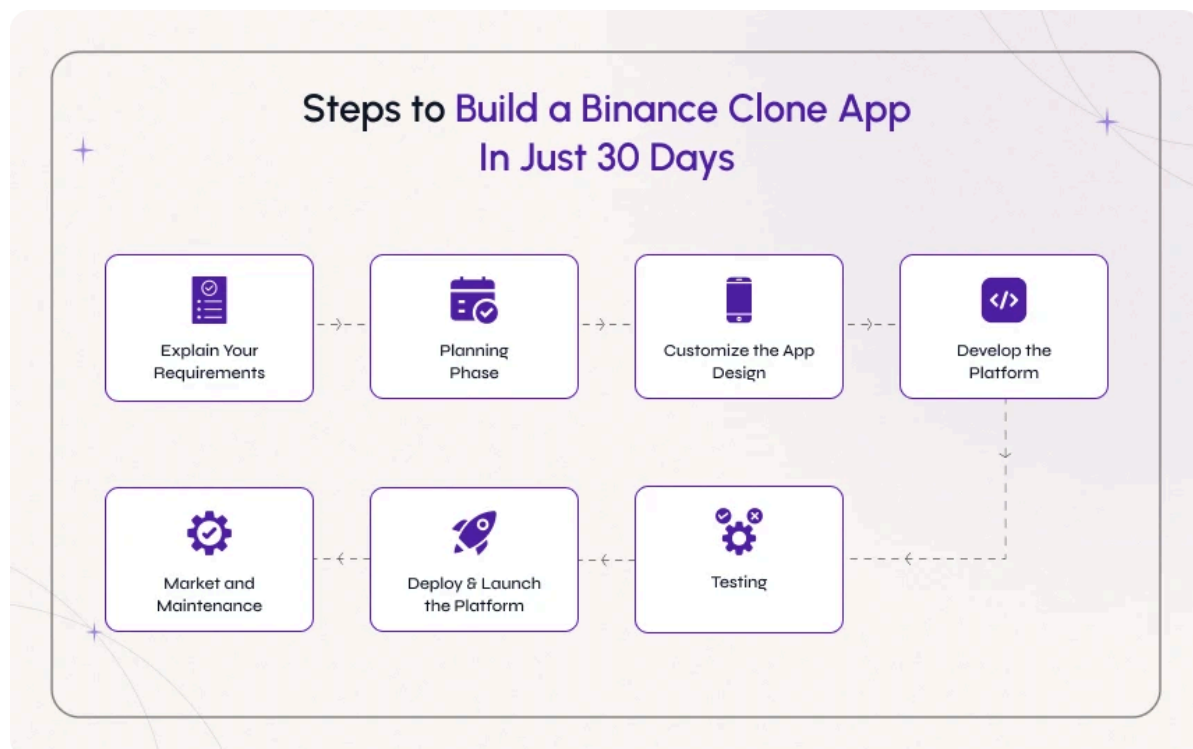 Steps to Build a Binance Clone App
In Just 30 Days
Explain Your
Requirements
Planning
Phase
Customize the App
Design
Develop the
Platform
Testing
Deploy & Launch
the Platform
Market and
Maintenance